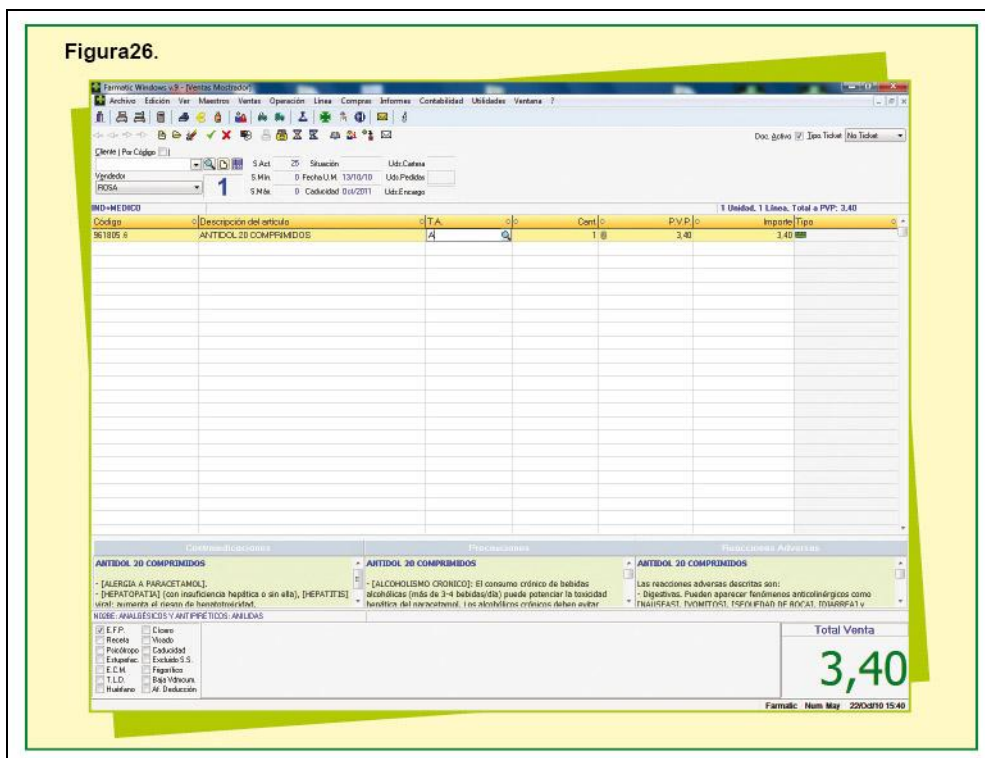 Figura26.
Farmatic Windows v.9 - [Ventas Mostrador]
Archivo Edición Ver Maestros Ventas Operación Línea Compras Informes Contabilidad Utilidades Ventana ?
Doc. Activo Tipo Ticket No Ticket
Cliente | Por Código |
S.Act 25 Situación Uds.Cartera
Vendedor S.Mín. 0 Fecha U.M. 13/10/10 Uds.Pedidas
ROSA 1 S.Máx. 0 Caducidad Oct/2011 Uds.Encargo
IND+MEDICO 1 Unidad, 1 Línea, Total a PVP: 3,40
Código Descripción del artículo T.A. Cant. P.V.P. Importe Tipo
961805.6 ANTIDOL 20 COMPRIMIDOS A 1 3,40 3,40
Contraindicaciones Precauciones Reacciones Adversas
ANTIDOL 20 COMPRIMIDOS ANTIDOL 20 COMPRIMIDOS ANTIDOL 20 COMPRIMIDOS
- [ALERGIA A PARACETAMOL]. - [ALCOHOLISMO CRONICO]: El consumo crónico de bebidas Las reacciones adversas descritas son:
- [HEPATOPATIA] (con insuficiencia hepática o sin ella), [HEPATITIS] alcohólicas (más de 3-4 bebidas/día) puede potenciar la toxicidad - Digestivas. Pueden aparecer fenómenos anticolinérgicos como
viral: aumenta el riesgo de hepatotoxicidad. hepática del paracetamol. Los alcohólicos crónicos deben evitar [NAUSEAS], [VOMITOS], [SEQUEDAD DE BOCA], [DIARREA] y
N02BE: ANALGÉSICOS Y ANTIPIRÉTICOS: ANILIDAS
E.F.P. Cícero Total Venta
Receta Visado
Psicótropo Caducidad
Estupefac. Excluido S.S.
E.C.M. Frigorífico 3,40
T.L.D. Baja Vdmcum.
Huérfano Af. Deducción
Farmatic Num May 22/Oct/10 15:40